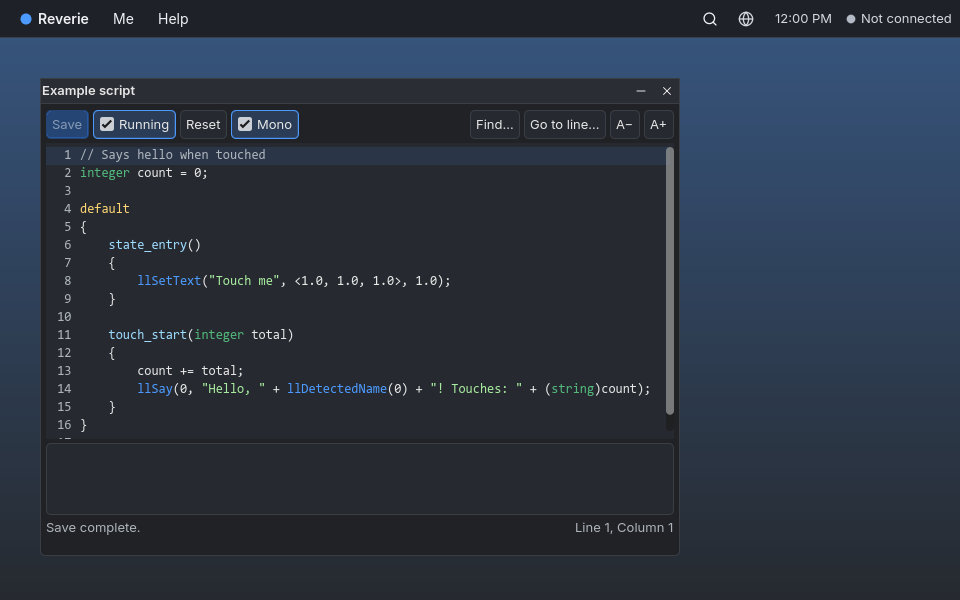 Reverie Me Help 12:00 PM Not connected
Example script
Save Running Reset Mono Find... Go to line... A− A+
1 // Says hello when touched
2 integer count = 0;
3
4 default
5 {
6     state_entry()
7     {
8         llSetText("Touch me", <1.0, 1.0, 1.0>, 1.0);
9     }
10
11     touch_start(integer total)
12     {
13         count += total;
14         llSay(0, "Hello, " + llDetectedName(0) + "! Touches: " + (string)count);
15     }
16 }
Save complete. Line 1, Column 1